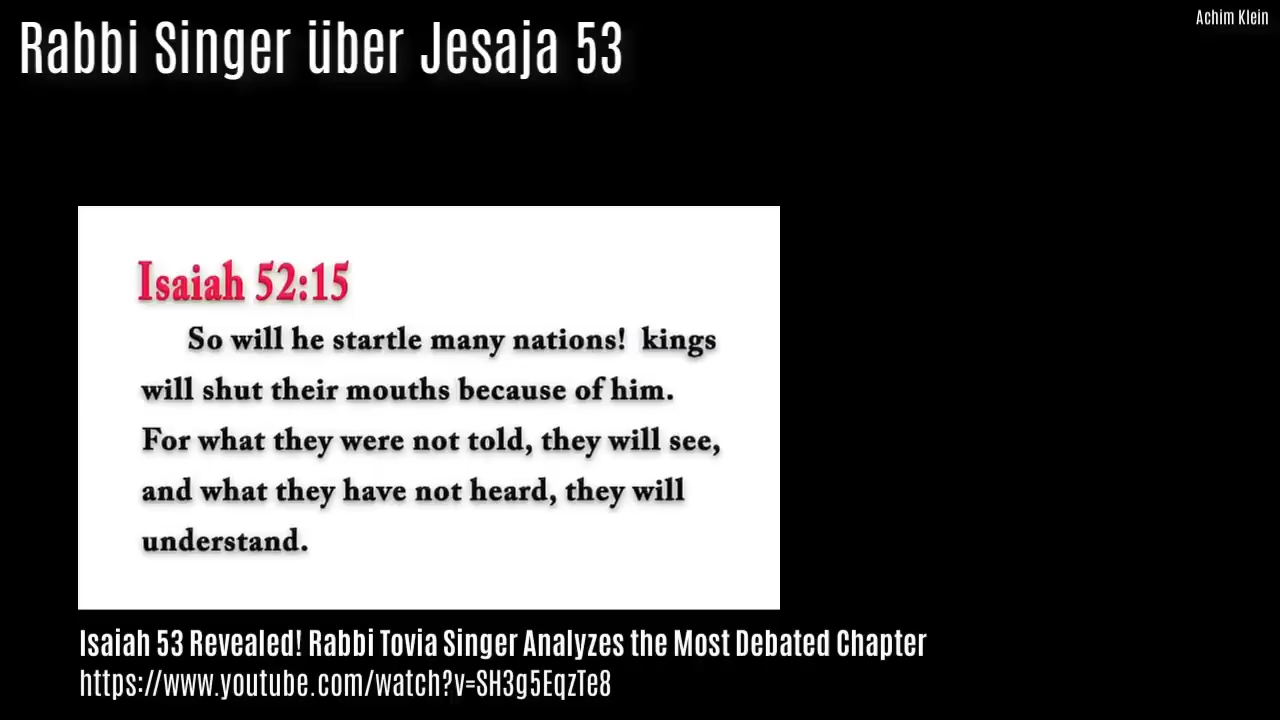 Rabbi Singer über Jesaja 53
Achim Klein
Isaiah 52:15
So will he startle many nations! kings
will shut their mouths because of him.
For what they were not told, they will see,
and what they have not heard, they will
understand.
Isaiah 53 Revealed! Rabbi Tovia Singer Analyzes the Most Debated Chapter
https://www.youtube.com/watch?v=SH3g5EqzTe8